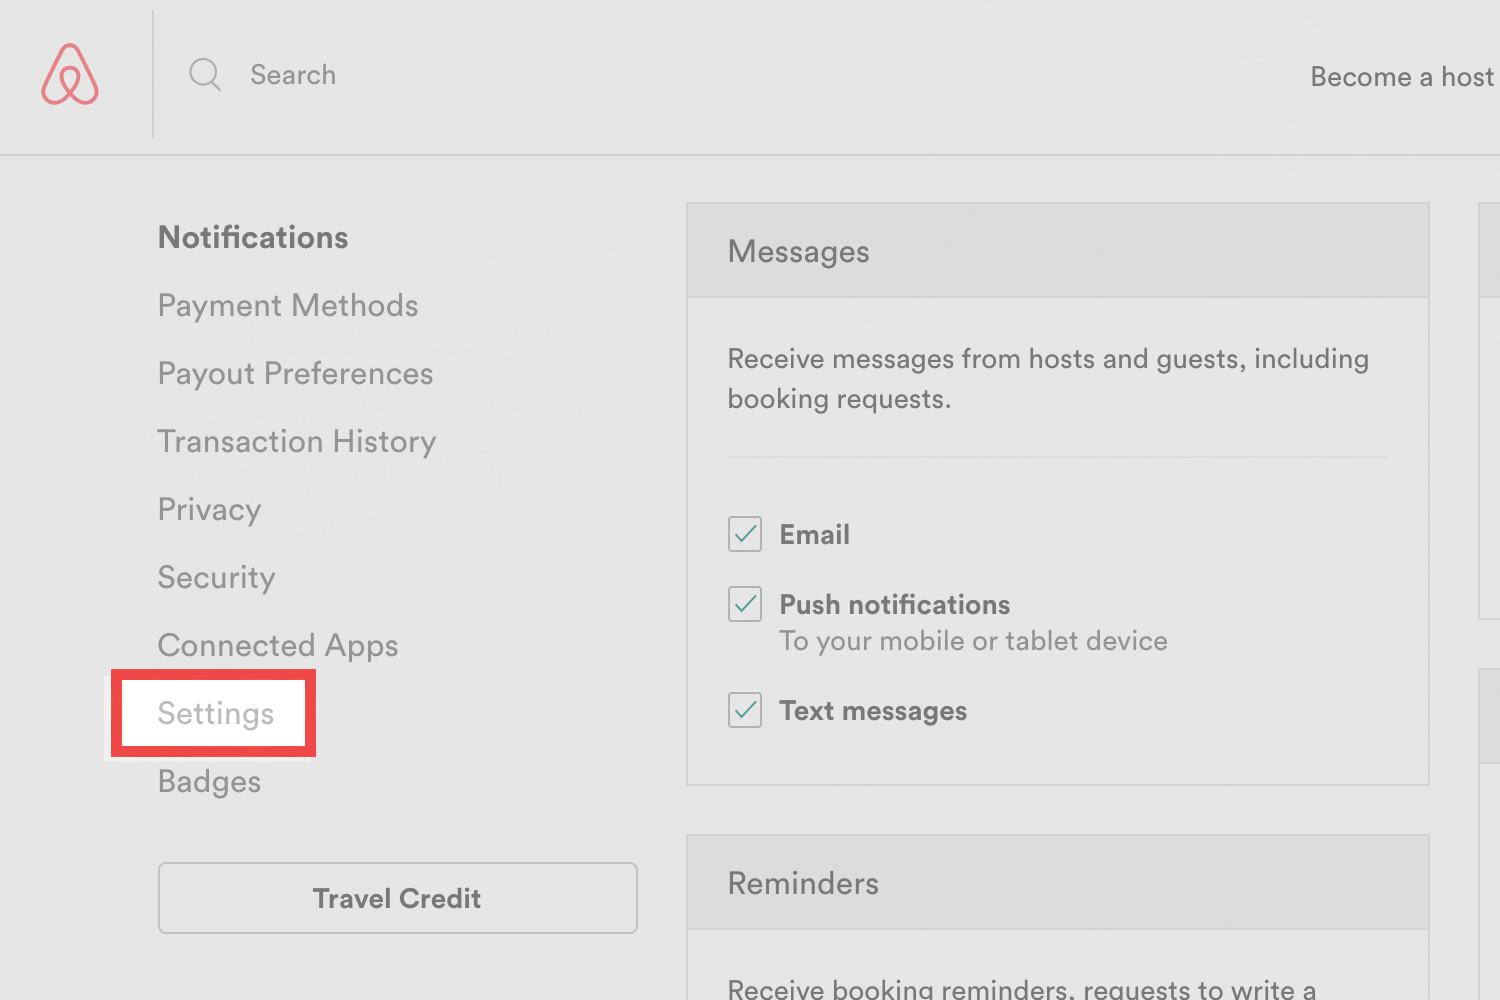 Search
Become a host
Notifications
Payment Methods
Payout Preferences
Transaction History
Privacy
Security
Connected Apps
Settings
Badges
Travel Credit
Messages
Receive messages from hosts and guests, including
booking requests.
Email
Push notifications
To your mobile or tablet device
Text messages
Reminders
Receive booking reminders, requests to write a